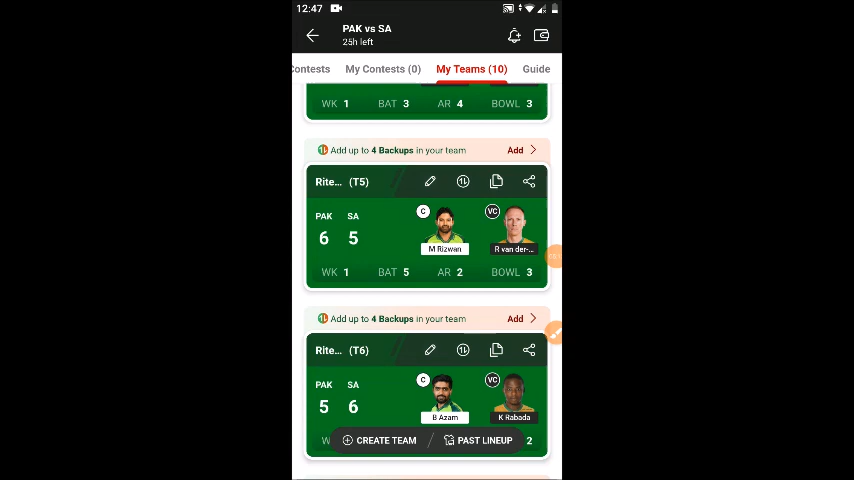 12:47
PAK vs SA
25h left
Contests My Contests (0) My Teams (10) Guide
WK 1 BAT 3 AR 4 BOWL 3
Add up to 4 Backups in your team Add
Rite... (T5)
PAK SA
6 5
C VC
M Rizwan R van der-...
WK 1 BAT 5 AR 2 BOWL 3
Add up to 4 Backups in your team Add
Rite... (T6)
PAK SA
5 6
C VC
B Azam K Rabada
CREATE TEAM PAST LINEUP 2